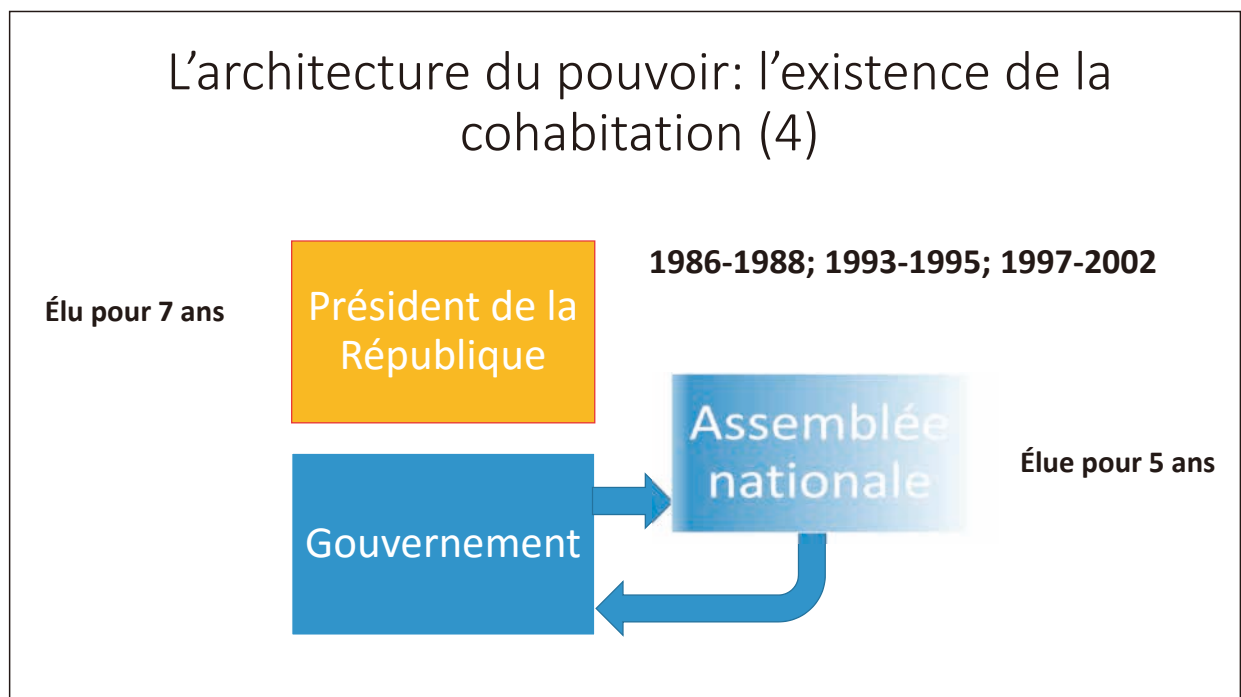 L’architecture du pouvoir: l’existence de la
cohabitation (4)
1986-1988; 1993-1995; 1997-2002
Élu pour 7 ans
Président de la
République
Assemblée
nationale
Élue pour 5 ans
Gouvernement